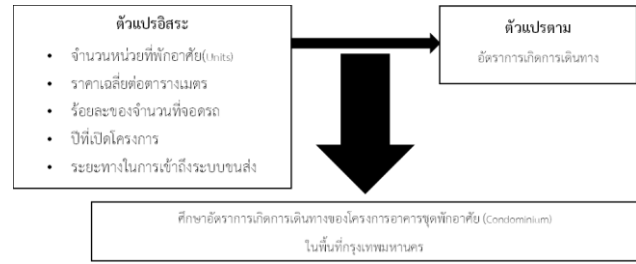 ตัวแปรอิสระ
• จำนวนหน่วยที่พักอาศัย(Units)
• ราคาเฉลี่ยต่อตารางเมตร
• ร้อยละของจำนวนที่จอดรถ
• ปีที่เปิดโครงการ
• ระยะทางในการเข้าถึงระบบขนส่ง
ตัวแปรตาม
อัตราการเกิดการเดินทาง
ศึกษาอัตราการเกิดการเดินทางของโครงการอาคารชุดพักอาศัย (Condominium)
ในพื้นที่กรุงเทพมหานคร